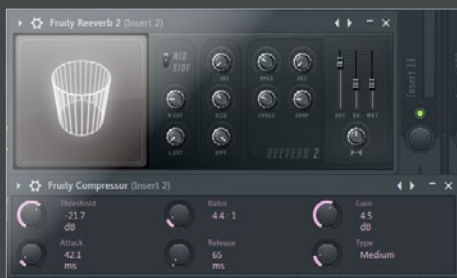 Fruity Reeverb 2 (Insert 2)
MID
SIDE
DEL
BASS
DEC
H.CUT
SIZE
CROSS
DAMP
DRY ER WET
L.CUT
DIFF
REEVERB 2
Insert 13
Fruity Compressor (Insert 2)
Threshold
-21.7
dB
Ratio
4.4 : 1
Gain
4.5
dB
Attack
42.1
ms
Release
65
ms
Type
Medium